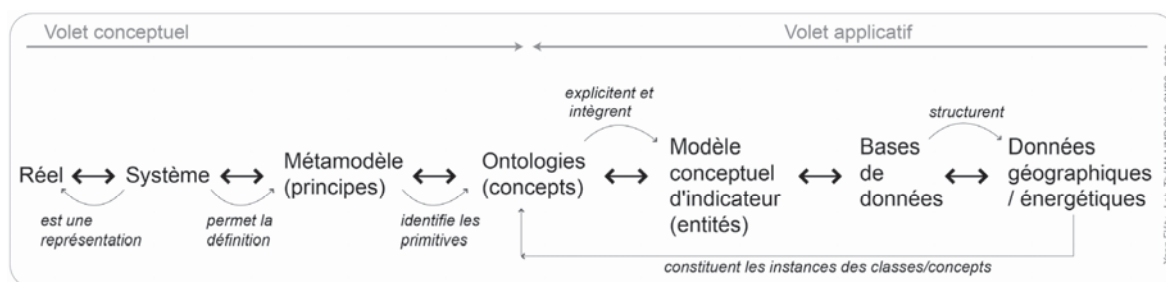 Volet conceptuel
Volet applicatif
explicitent et
intègrent
structurent
Réel
Système
Métamodèle
(principes)
Ontologies
(concepts)
Modèle
conceptuel
d'indicateur
(entités)
Bases
de
données
Données
géographiques
/ énergétiques
est une
représentation
permet la
définition
identifie les
primitives
constituent les instances des classes/concepts